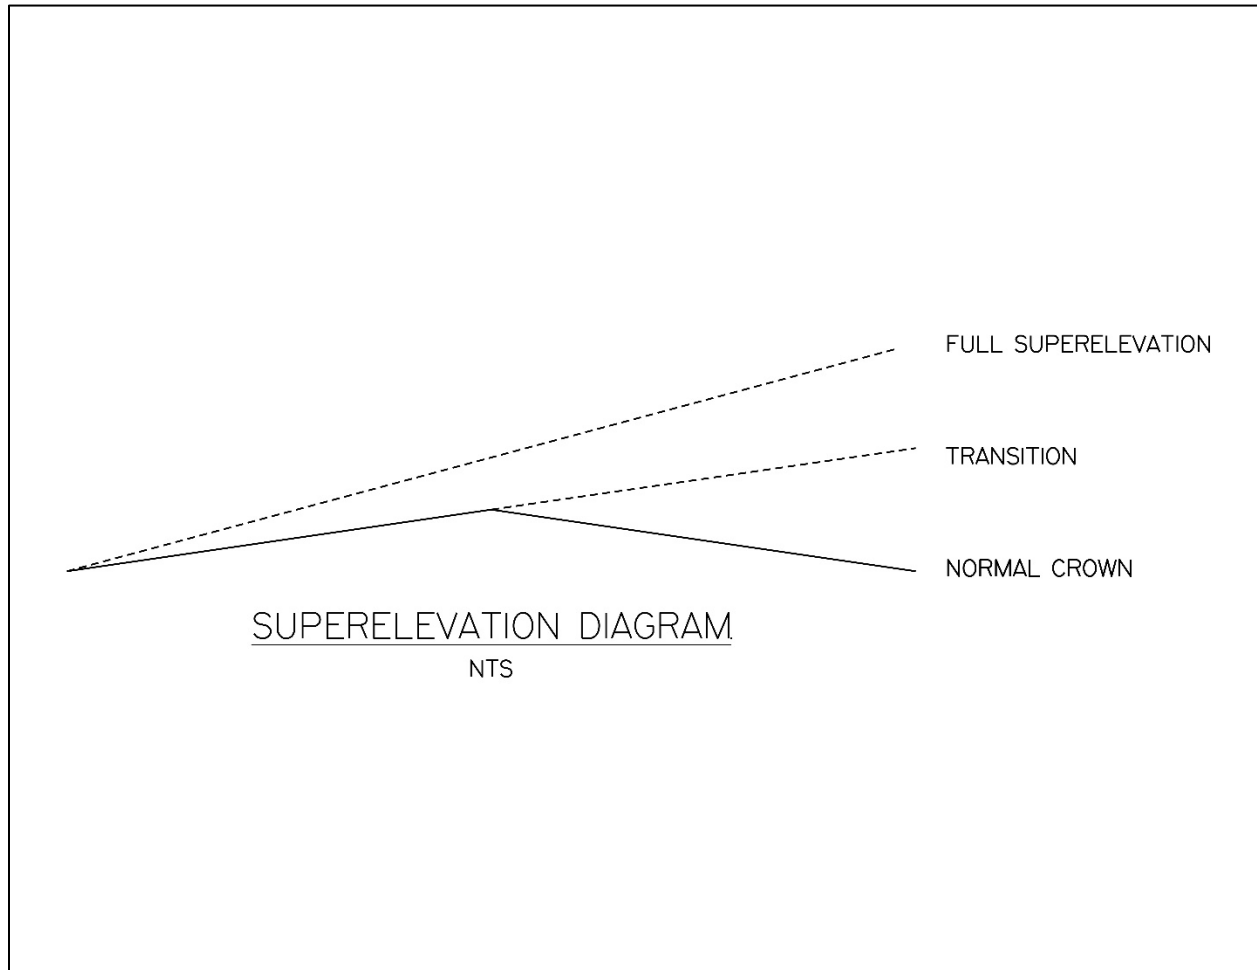 FULL SUPERELEVATION
TRANSITION
NORMAL CROWN
SUPERELEVATION DIAGRAM
NTS